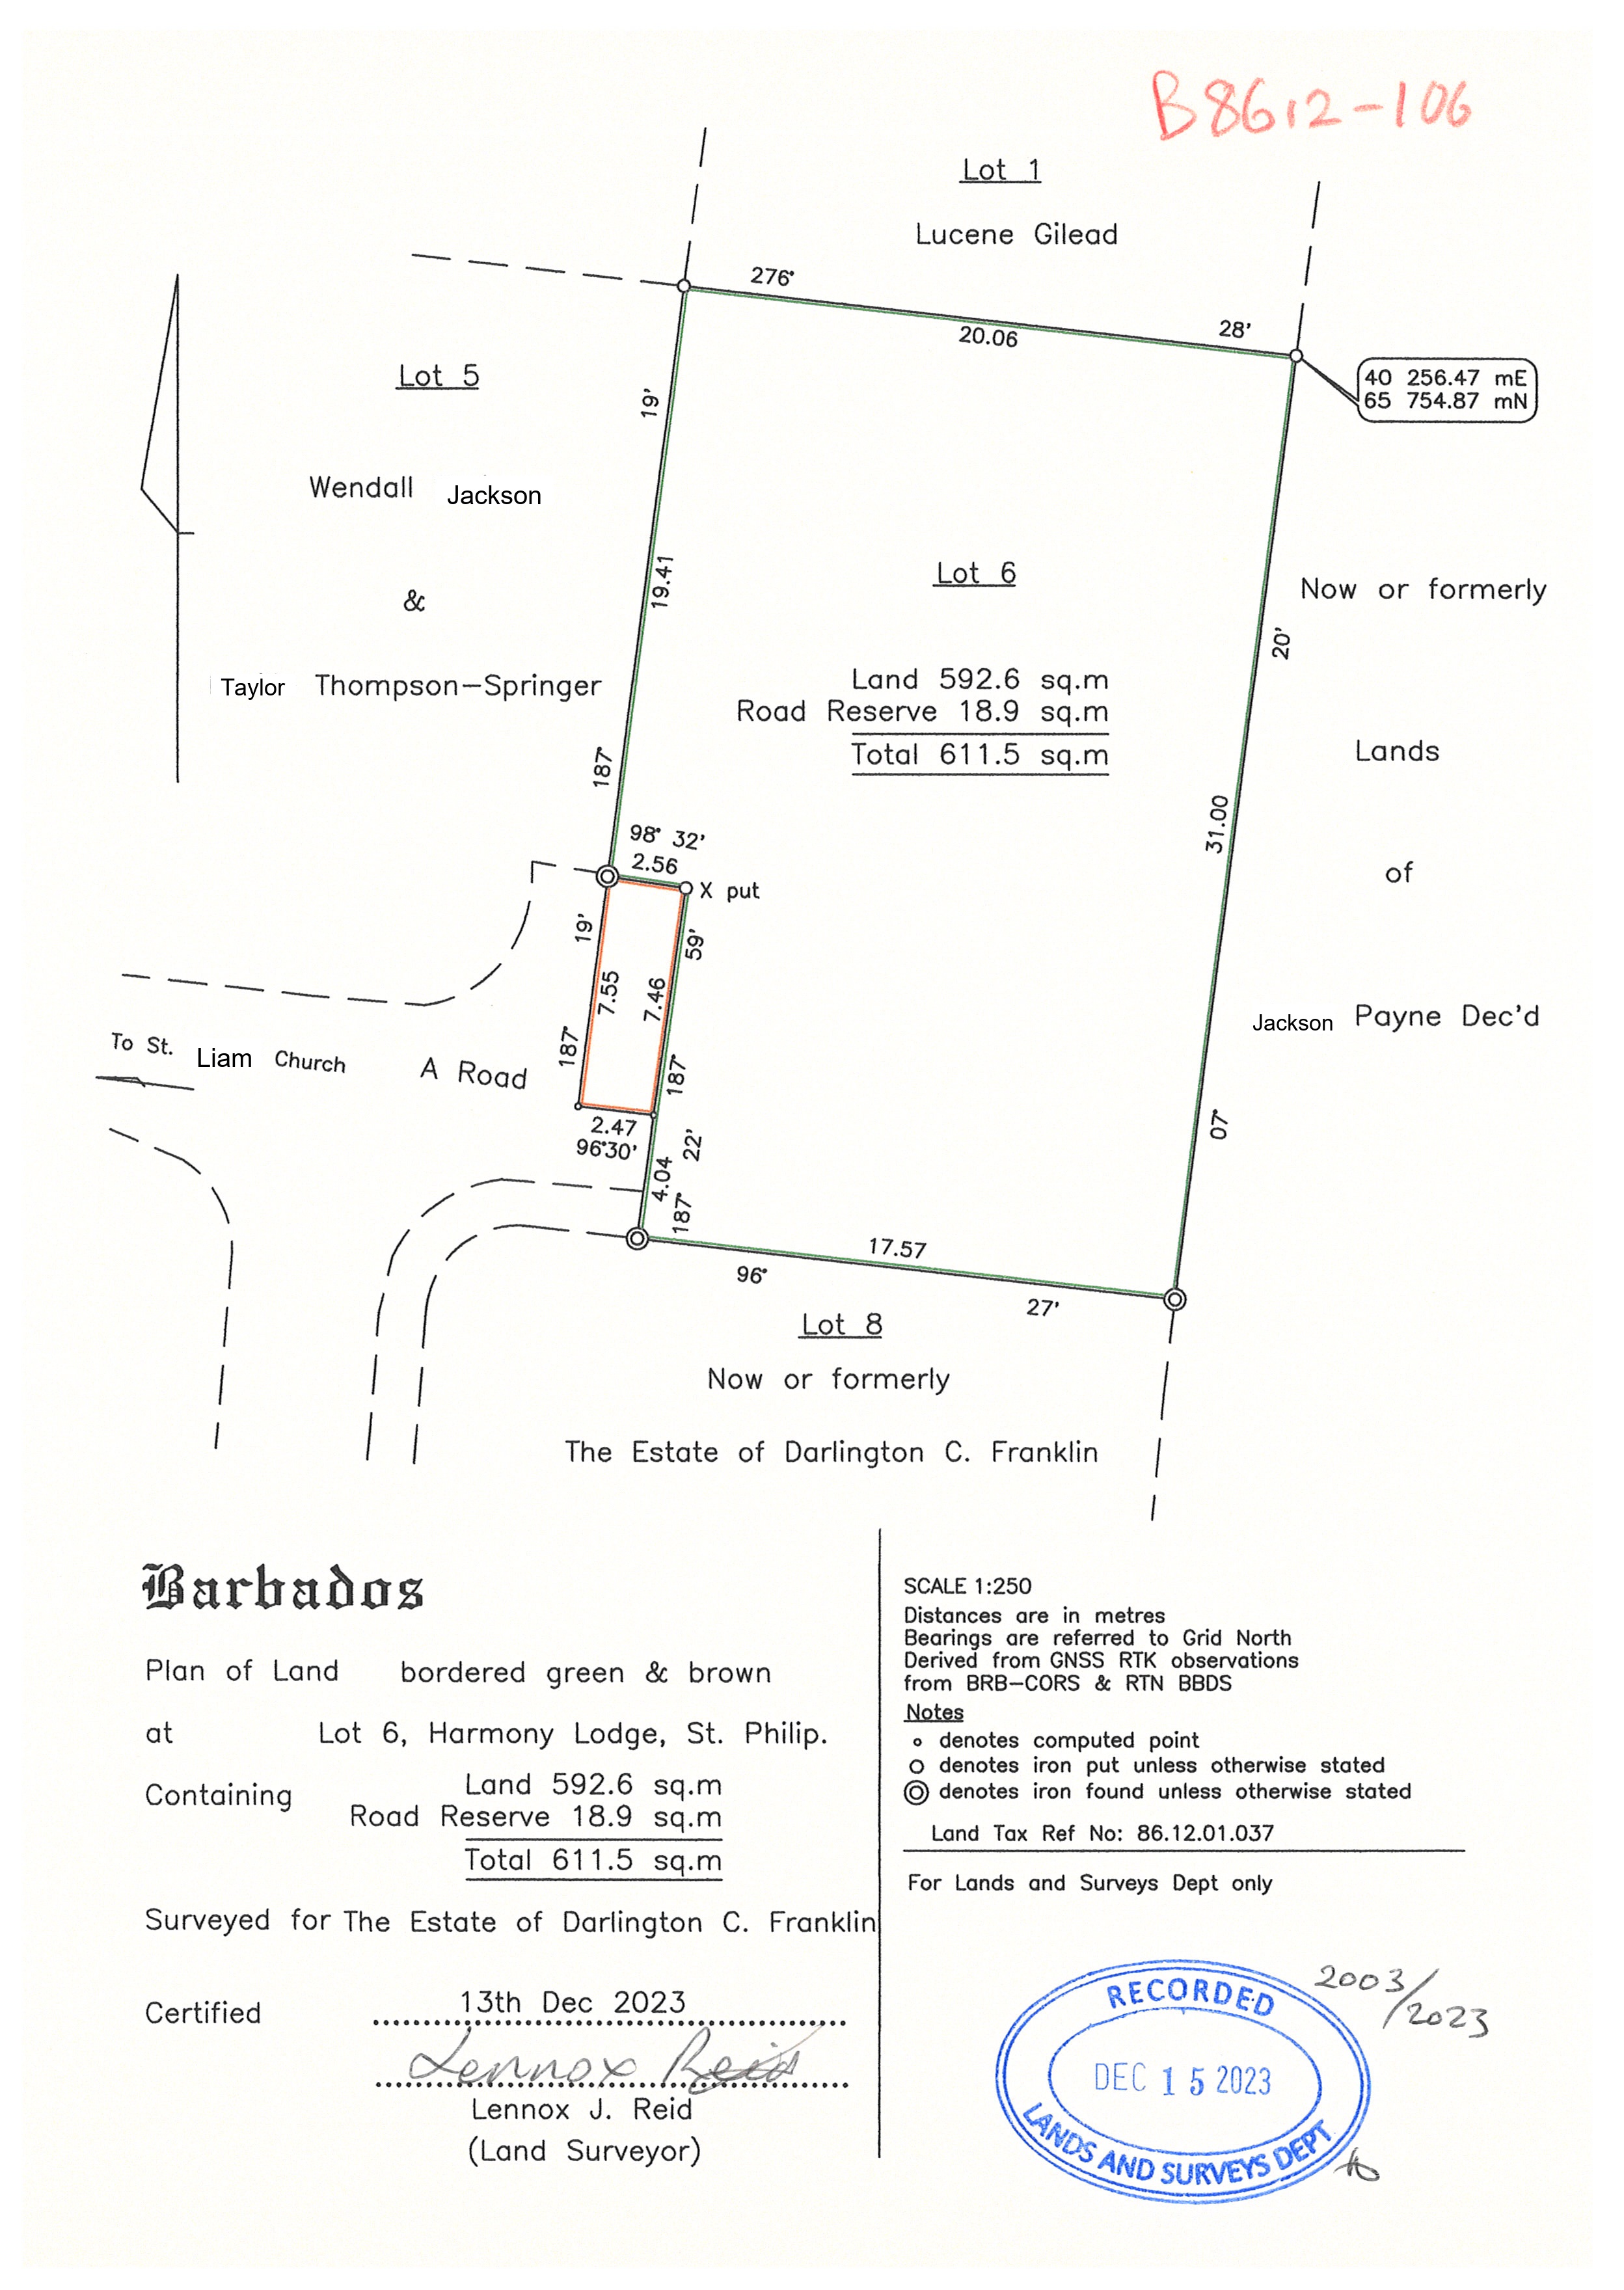 B8612-106
Lot 1
Lucene Gilead
276°
28'
20.06
40 256.47 mE
65 754.87 mN
Lot 5
19'
Wendall Jackson
19.41
Lot 6
Now or formerly
&
20'
Taylor Thompson-Springer
Land 592.6 sq.m
Road Reserve 18.9 sq.m
Total 611.5 sq.m
Lands
187°
31.00
98° 32'
2.56
X put
of
19'
59'
7.55
7.46
Jackson Payne Dec'd
To St. Liam Church
A Road
187°
187°
2.47
96°30'
22'
07°
4.04
187°
17.57
96°
27'
Lot 8
Now or formerly
The Estate of Darlington C. Franklin
Barbados
Plan of Land bordered green & brown
at Lot 6, Harmony Lodge, St. Philip.
Containing
Land 592.6 sq.m
Road Reserve 18.9 sq.m
Total 611.5 sq.m
Surveyed for The Estate of Darlington C. Franklin
Certified
13th Dec 2023
Lennox Reid
Lennox J. Reid
(Land Surveyor)
SCALE 1:250
Distances are in metres
Bearings are referred to Grid North
Derived from GNSS RTK observations
from BRB-CORS & RTN BBDS
Notes
denotes computed point
denotes iron put unless otherwise stated
denotes iron found unless otherwise stated
Land Tax Ref No: 86.12.01.037
For Lands and Surveys Dept only
2003/2023
RECORDED
DEC 15 2023
LANDS AND SURVEYS DEPT